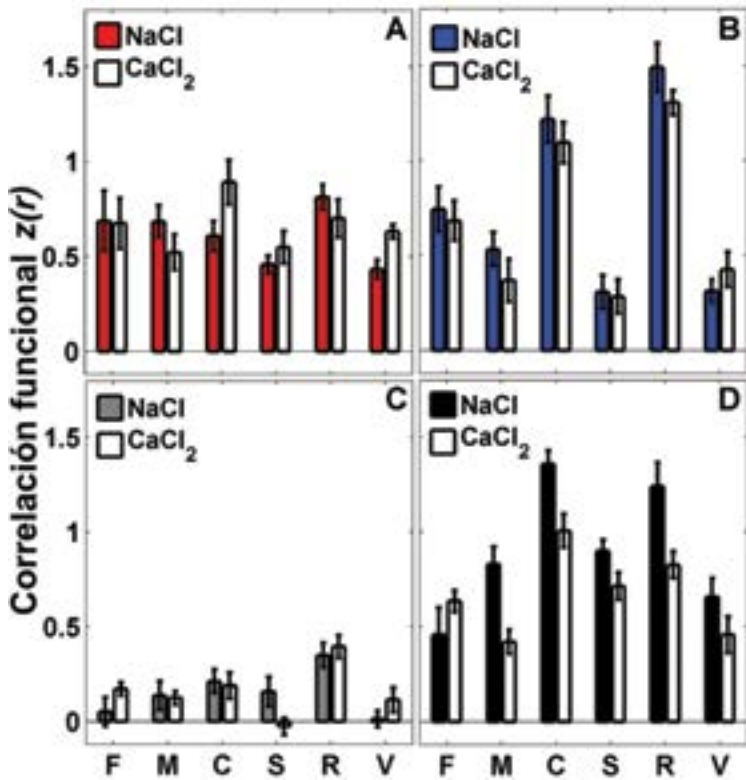 Correlación funcional z(r)
A
NaCl
CaCl2
1.5
1
0.5
0
B
NaCl
CaCl2
C
NaCl
CaCl2
1.5
1
0.5
0
F M C S R V
D
NaCl
CaCl2
F M C S R V